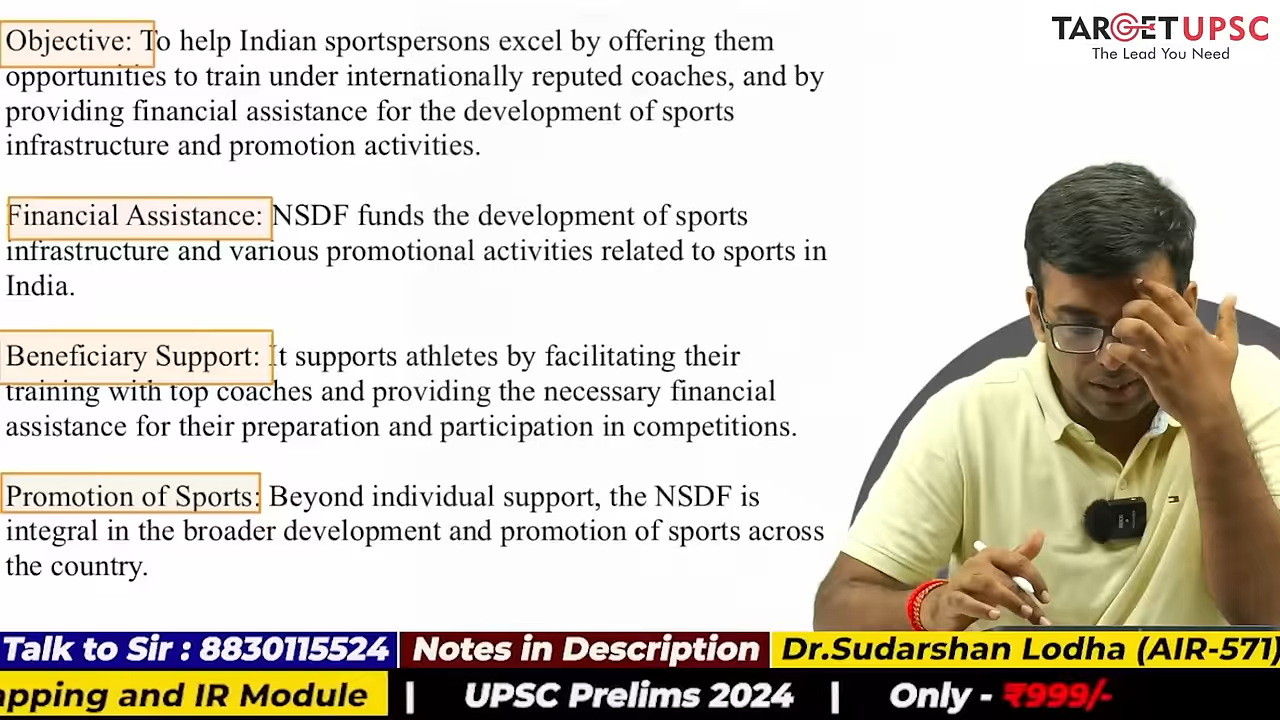 Objective: To help Indian sportspersons excel by offering them
opportunities to train under internationally reputed coaches, and by
providing financial assistance for the development of sports
infrastructure and promotion activities.
Financial Assistance: NSDF funds the development of sports
infrastructure and various promotional activities related to sports in
India.
Beneficiary Support: It supports athletes by facilitating their
training with top coaches and providing the necessary financial
assistance for their preparation and participation in competitions.
Promotion of Sports: Beyond individual support, the NSDF is
integral in the broader development and promotion of sports across
the country.
TARGETUPSC
The Lead You Need
Talk to Sir : 8830115524
Notes in Description
Dr.Sudarshan Lodha (AIR-571)
apping and IR Module | UPSC Prelims 2024 | Only - ₹999/-